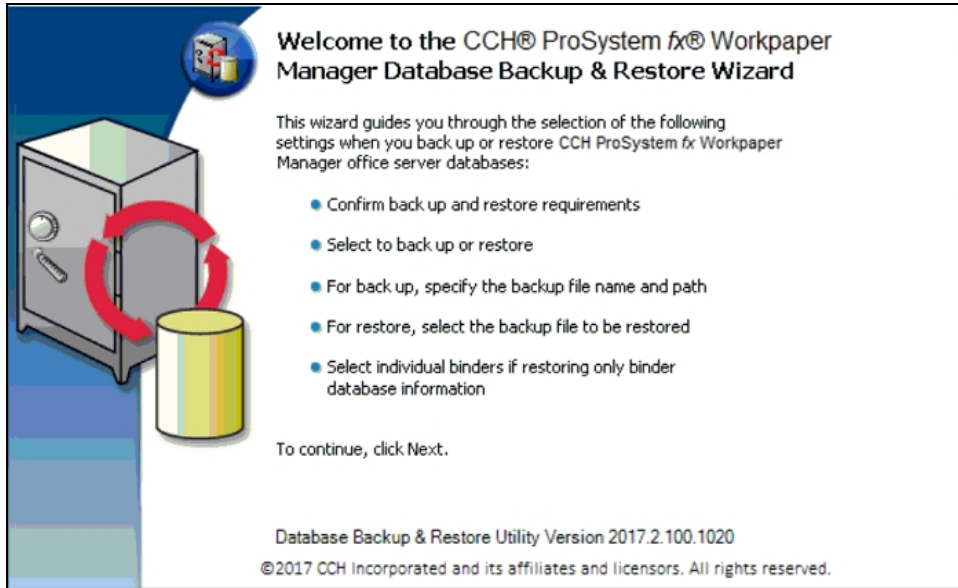 Welcome to the CCH® ProSystem fx® Workpaper
Manager Database Backup & Restore Wizard
This wizard guides you through the selection of the following
settings when you back up or restore CCH ProSystem fx Workpaper
Manager office server databases:
Confirm back up and restore requirements
Select to back up or restore
For back up, specify the backup file name and path
For restore, select the backup file to be restored
Select individual binders if restoring only binder
database information
To continue, click Next.
Database Backup & Restore Utility Version 2017.2.100.1020
©2017 CCH Incorporated and its affiliates and licensors. All rights reserved.